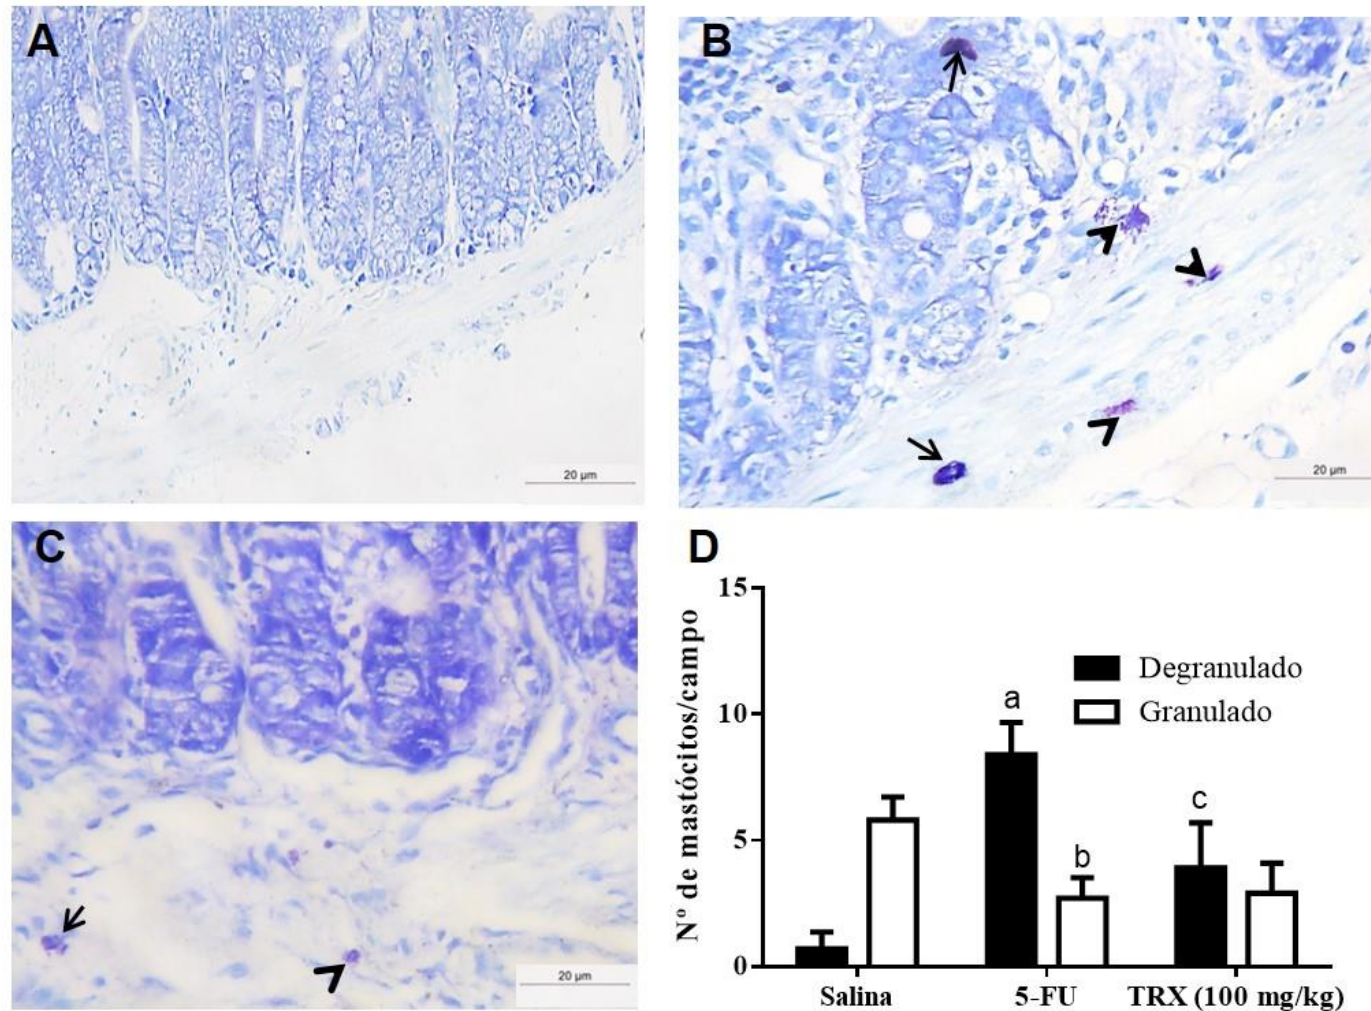 A
B
20 µm
20 µm
C
20 µm
D
Nº de mastócitos/campo
15
10
5
0
Degranulado
Granulado
a
b
c
Salina
5-FU
TRX (100 mg/kg)